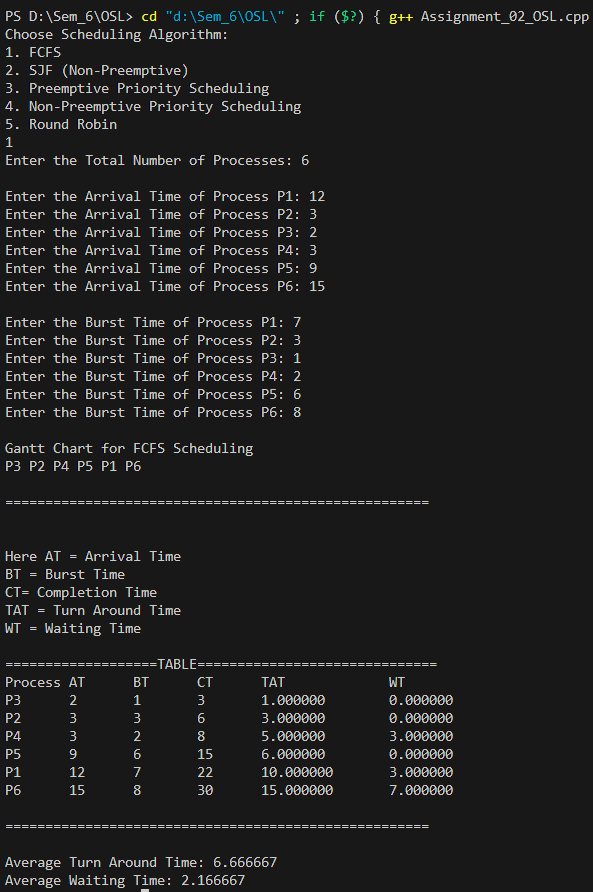 PS D:\Sem_6\OSL> cd "d:\Sem_6\OSL\" ; if ($?) { g++ Assignment_02_OSL.cpp
Choose Scheduling Algorithm:
1. FCFS
2. SJF (Non-Preemptive)
3. Preemptive Priority Scheduling
4. Non-Preemptive Priority Scheduling
5. Round Robin
1
Enter the Total Number of Processes: 6
Enter the Arrival Time of Process P1: 12
Enter the Arrival Time of Process P2: 3
Enter the Arrival Time of Process P3: 2
Enter the Arrival Time of Process P4: 3
Enter the Arrival Time of Process P5: 9
Enter the Arrival Time of Process P6: 15
Enter the Burst Time of Process P1: 7
Enter the Burst Time of Process P2: 3
Enter the Burst Time of Process P3: 1
Enter the Burst Time of Process P4: 2
Enter the Burst Time of Process P5: 6
Enter the Burst Time of Process P6: 8
Gantt Chart for FCFS Scheduling
P3 P2 P4 P5 P1 P6
=====================================================
Here AT = Arrival Time
BT = Burst Time
CT= Completion Time
TAT = Turn Around Time
WT = Waiting Time
===================TABLE==============================
Process AT BT CT TAT WT
P3 2 1 3 1.000000 0.000000
P2 3 3 6 3.000000 0.000000
P4 3 2 8 5.000000 3.000000
P5 9 6 15 6.000000 0.000000
P1 12 7 22 10.000000 3.000000
P6 15 8 30 15.000000 7.000000
=====================================================
Average Turn Around Time: 6.666667
Average Waiting Time: 2.166667